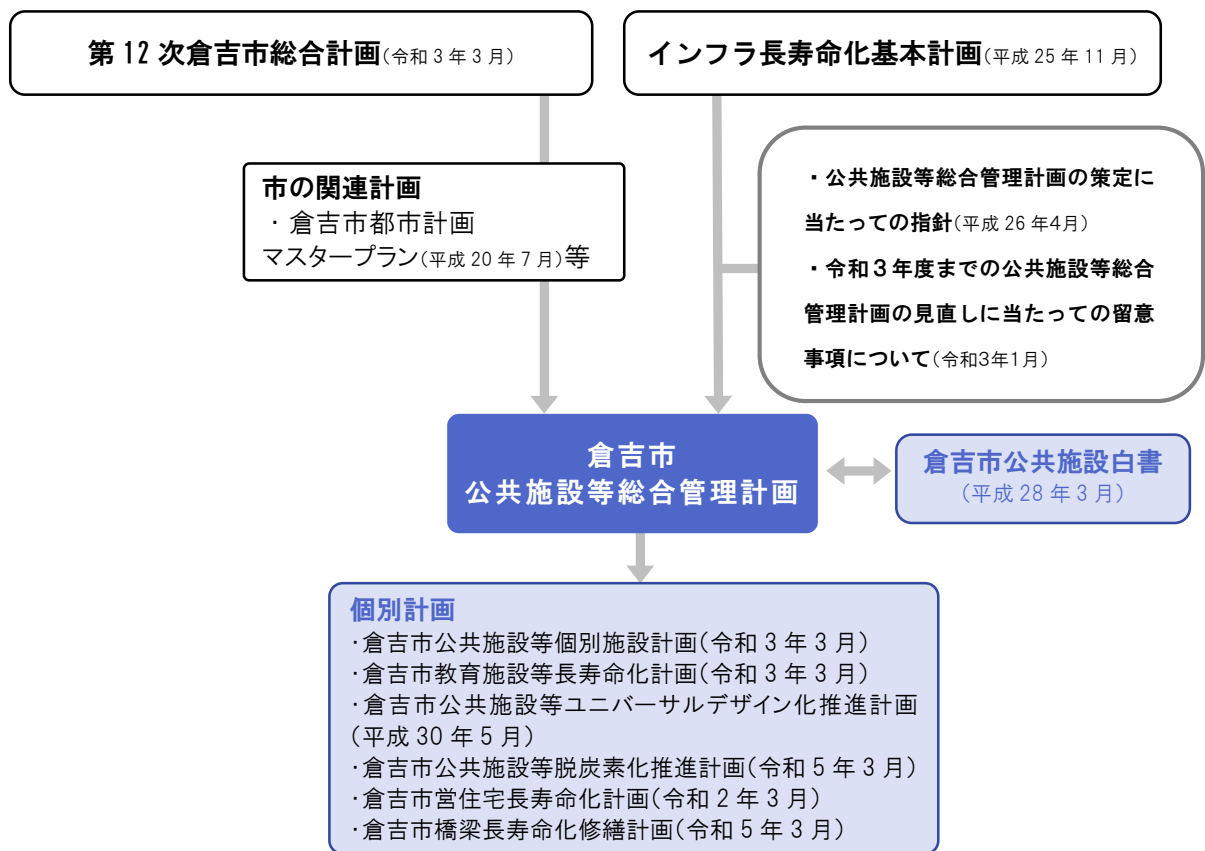 第12次倉吉市総合計画(令和3年3月)
インフラ長寿命化基本計画(平成25年11月)
市の関連計画
・倉吉市都市計画
マスタープラン(平成20年7月)等
・公共施設等総合管理計画の策定に
当たっての指針(平成26年4月)
・令和3年度までの公共施設等総合
管理計画の見直しに当たっての留意
事項について(令和3年1月)
倉吉市
公共施設等総合管理計画
倉吉市公共施設白書
(平成28年3月)
個別計画
・倉吉市公共施設等個別施設計画(令和3年3月)
・倉吉市教育施設等長寿命化計画(令和3年3月)
・倉吉市公共施設等ユニバーサルデザイン化推進計画
(平成30年5月)
・倉吉市公共施設等脱炭素化推進計画(令和5年3月)
・倉吉市営住宅長寿命化計画(令和2年3月)
・倉吉市橋梁長寿命化修繕計画(令和5年3月)